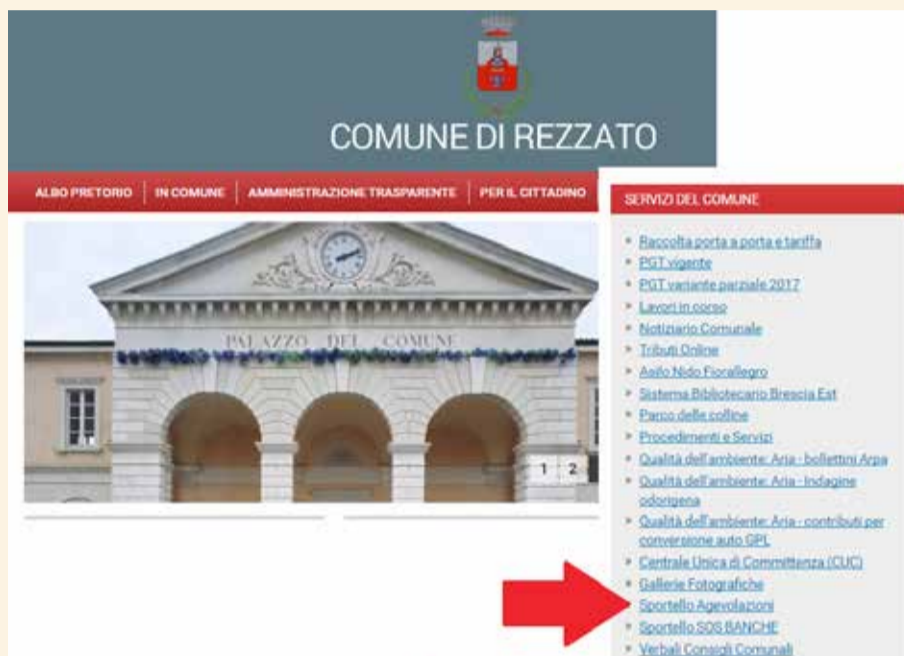 COMUNE DI REZZATO
ALBO PRETORIO
IN COMUNE
AMMINISTRAZIONE TRASPARENTE
PER IL CITTADINO
PALAZZO DEL COMUNE
1 2
SERVIZI DEL COMUNE
Raccolta porta a porta e tariffa
PGT vigente
PGT variante parziale 2017
Lavori in corso
Notiziario Comunale
Tributi Online
Asilo Nido Fiorallegro
Sistema Bibliotecario Brescia Est
Parco delle colline
Procedimenti e Servizi
Qualità dell'ambiente: Aria - bollettini Arpa
Qualità dell'ambiente: Aria - Indagine
odorigena
Qualità dell'ambiente: Aria - contributi per
conversione auto GPL
Centrale Unica di Committenza (CUC)
Gallerie Fotografiche
Sportello Agevolazioni
Sportello SOS BANCHE
Verbali Consigli Comunali